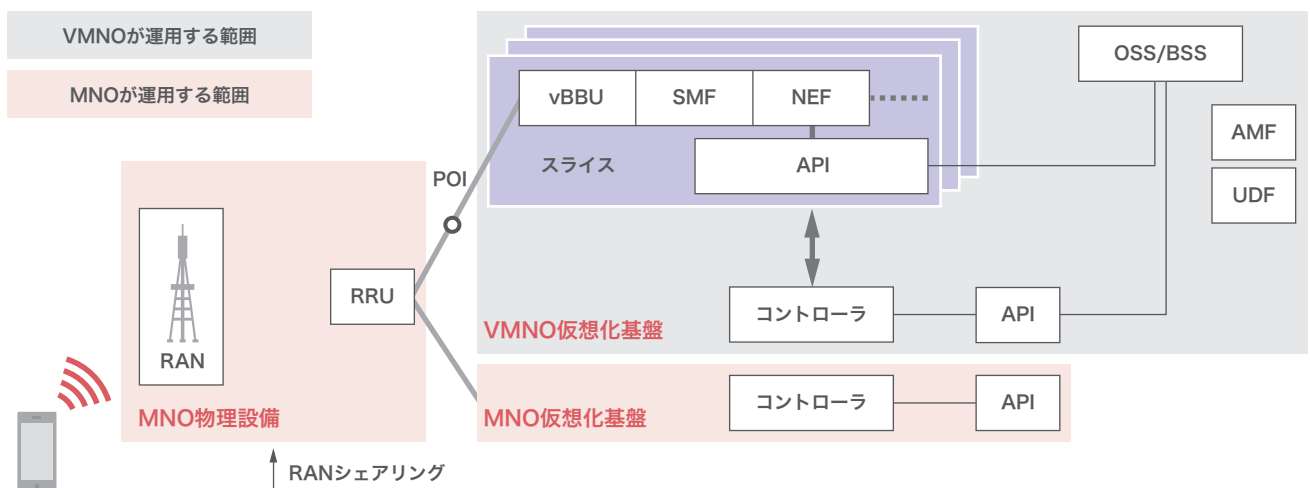 VMNOが運用する範囲
MNOが運用する範囲
OSS/BSS
vBBU
SMF
NEF
AMF
スライス
API
UDF
POI
RRU
コントローラ
API
VMNO仮想化基盤
RAN
コントローラ
API
MNO物理設備
MNO仮想化基盤
RANシェアリング